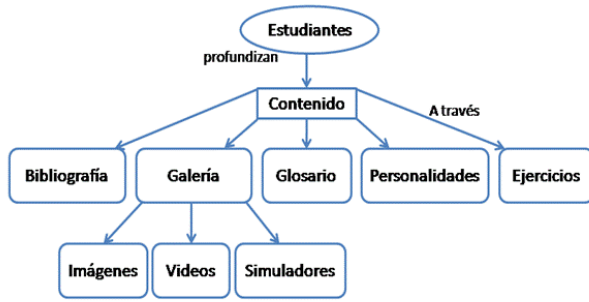 Estudiantes
profundizan
Contenido
A través
Bibliografía
Galería
Glosario
Personalidades
Ejercicios
Imágenes
Videos
Simuladores